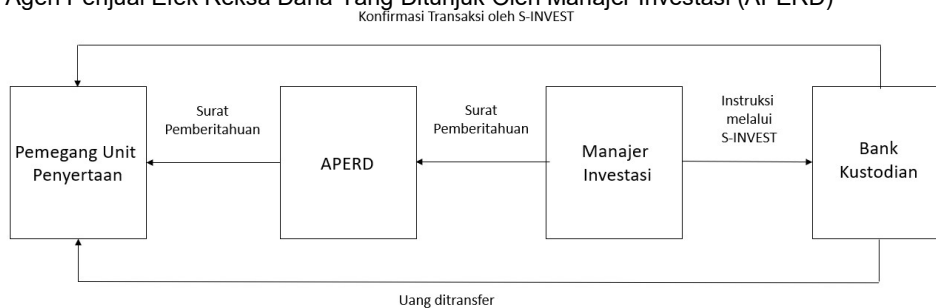 Agen Penjual Efek Reksa Dana Yang Ditunjuk Oleh Manajer Investasi (APERD)
Konfirmasi Transaksi oleh S-INVEST
Pemegang Unit
Penyertaan
Surat
Pemberitahuan
APERD
Surat
Pemberitahuan
Manajer
Investasi
Instruksi
melalui
S-INVEST
Bank
Kustodian
Uang ditransfer